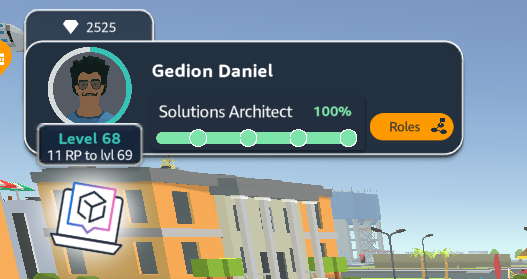 2525
Gedion Daniel
Solutions Architect 100%
Roles
Level 68
11 RP to lvl 69